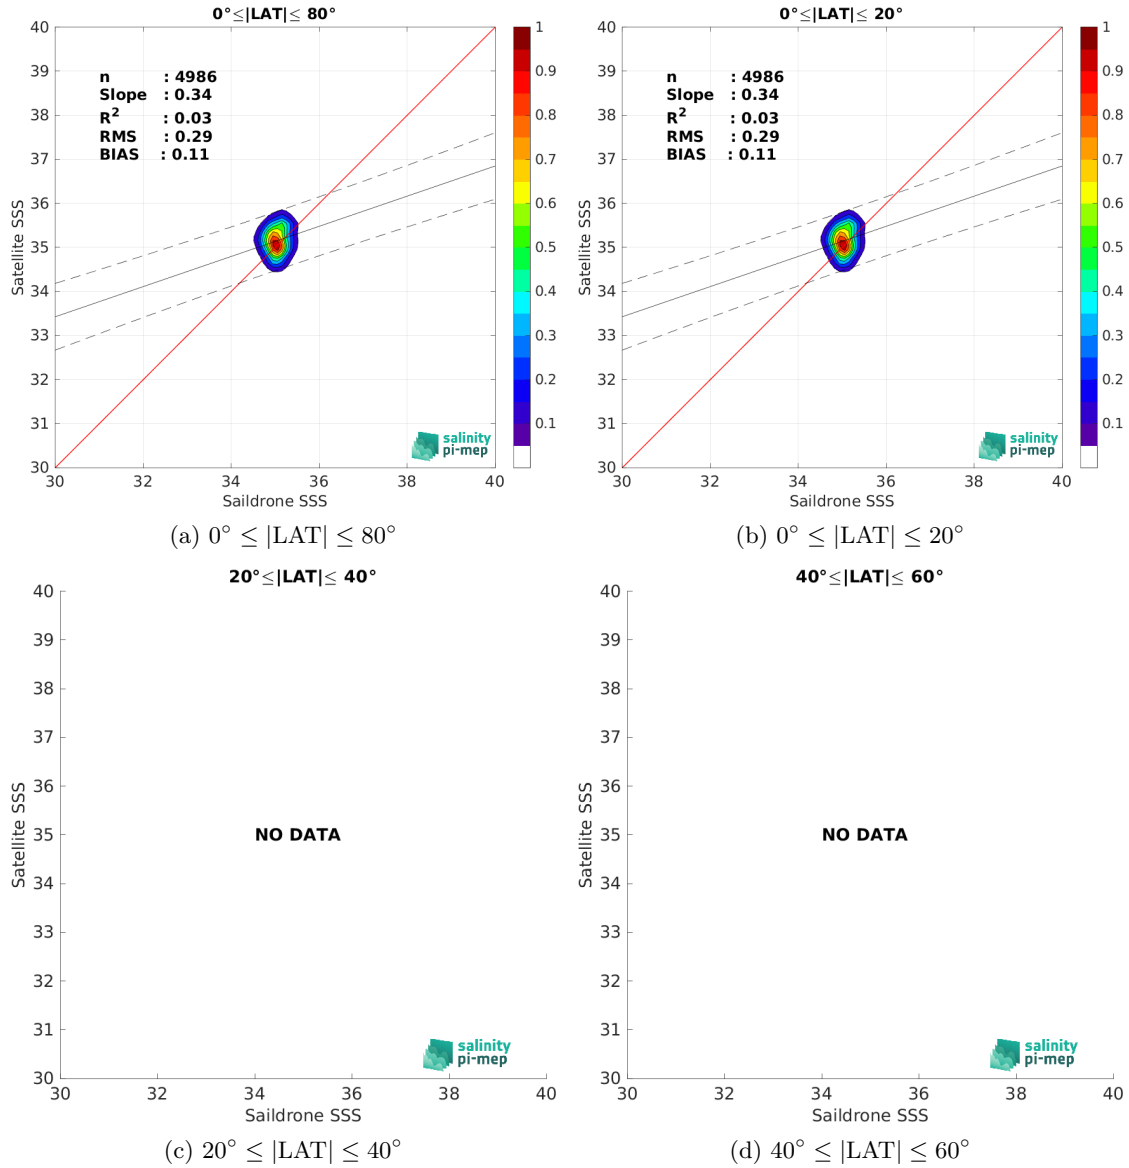 0°≤|LAT|≤ 80°
40
39
38
37
36
35
34
33
32
31
30
Satellite SSS
n : 4986
Slope : 0.34
R² : 0.03
RMS : 0.29
BIAS : 0.11
salinity
pi-mep
30 32 34 36 38 40
Saildrone SSS
1
0.9
0.8
0.7
0.6
0.5
0.4
0.3
0.2
0.1
(a) 0° ≤ |LAT| ≤ 80°
0°≤|LAT|≤ 20°
40
39
38
37
36
35
34
33
32
31
30
Satellite SSS
n : 4986
Slope : 0.34
R² : 0.03
RMS : 0.29
BIAS : 0.11
salinity
pi-mep
30 32 34 36 38 40
Saildrone SSS
1
0.9
0.8
0.7
0.6
0.5
0.4
0.3
0.2
0.1
(b) 0° ≤ |LAT| ≤ 20°
20°≤|LAT|≤ 40°
40
39
38
37
36
35
34
33
32
31
30
Satellite SSS
NO DATA
salinity
pi-mep
30 32 34 36 38 40
Saildrone SSS
(c) 20° ≤ |LAT| ≤ 40°
40°≤|LAT|≤ 60°
40
39
38
37
36
35
34
33
32
31
30
Satellite SSS
NO DATA
salinity
pi-mep
30 32 34 36 38 40
Saildrone SSS
(d) 40° ≤ |LAT| ≤ 60°